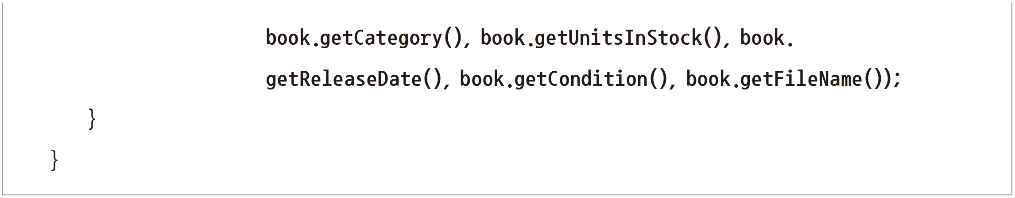 book.getCategory(), book.getUnitsInStock(), book.
getReleaseDate(), book.getCondition(), book.getFileName());
}
}